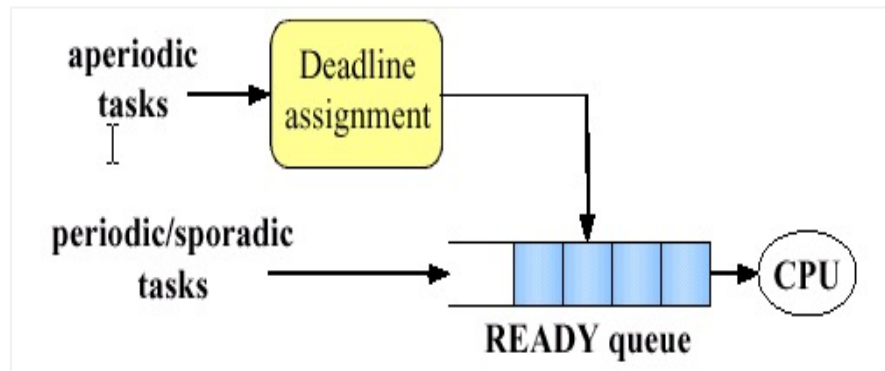 aperiodic
tasks
Deadline
assignment
periodic/sporadic
tasks
CPU
READY queue